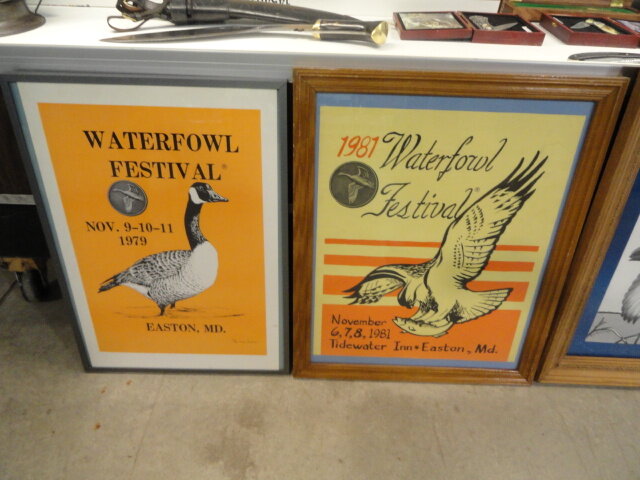 WATERFOWL
FESTIVAL®
NOV. 9-10-11
1979
EASTON, MD.
1981 Waterfowl
Festival®
November
6,7,8, 1981
Tidewater Inn • Easton, Md.